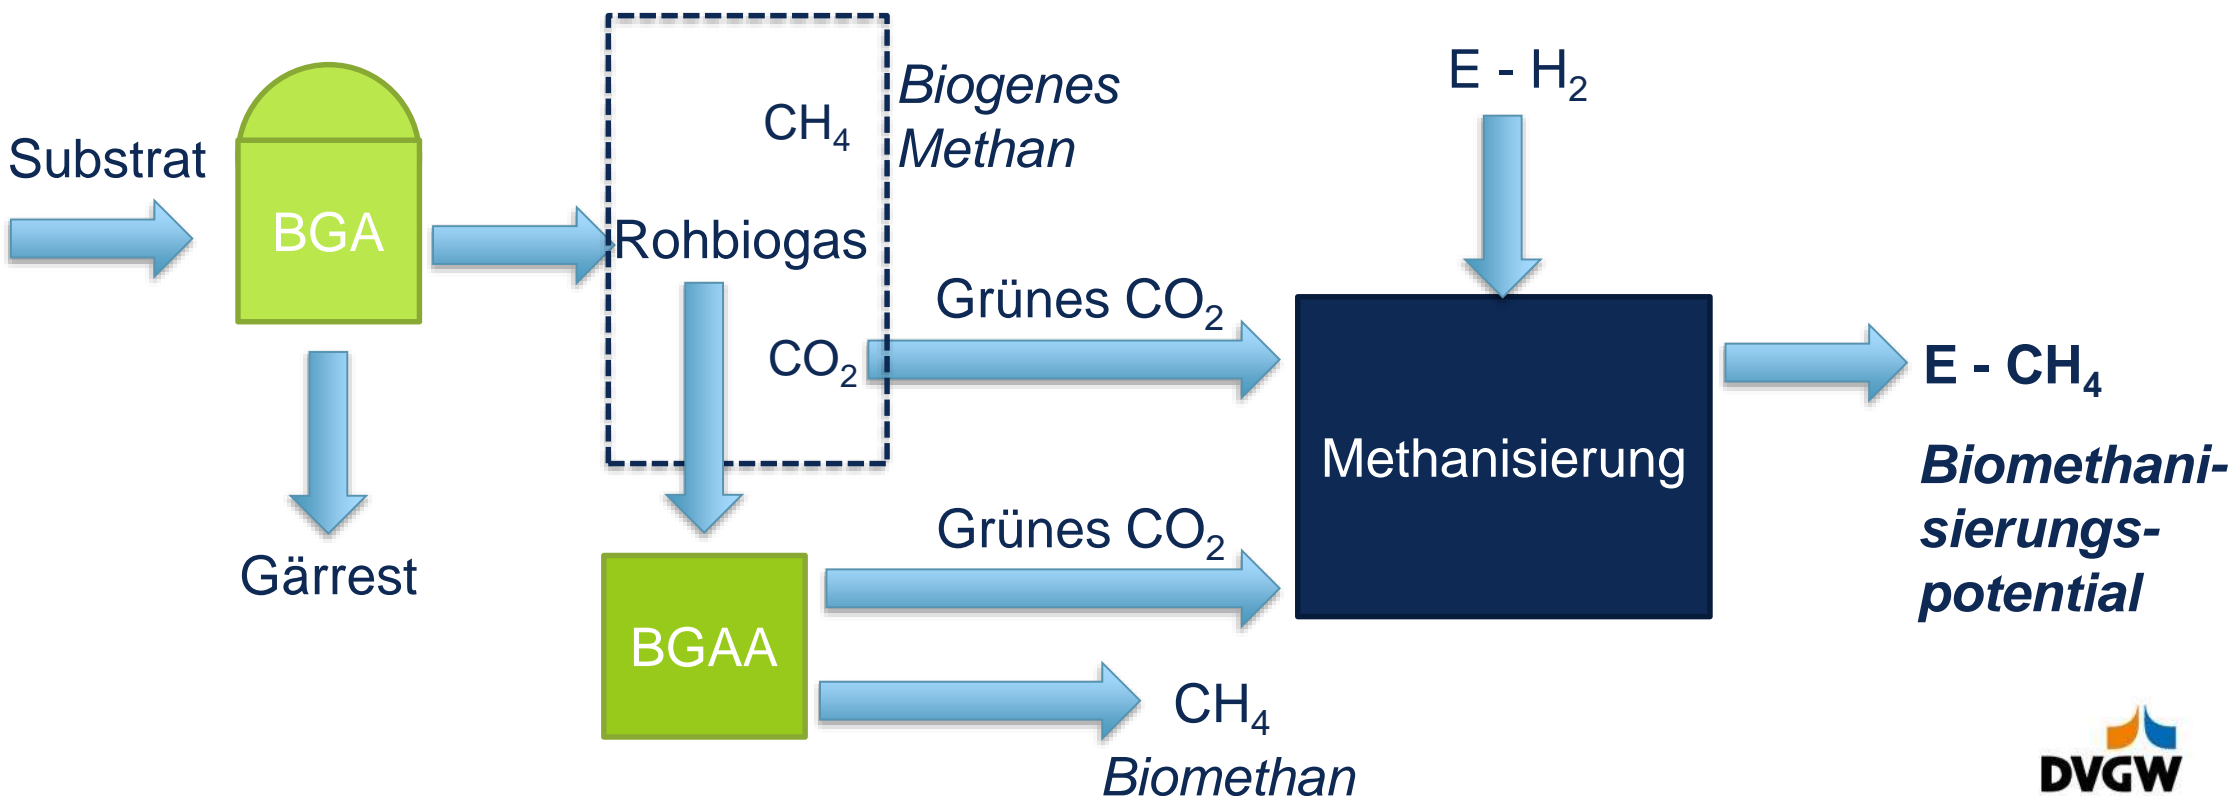 Substrat
BGA
Gärrest
CH₄
Biogenes
Methan
Rohbiogas
CO₂
Grünes CO₂
E - H₂
Methanisierung
Grünes CO₂
BGAA
CH₄
Biomethan
E - CH₄
Biomethani-
sierungs-
potential
DVGW